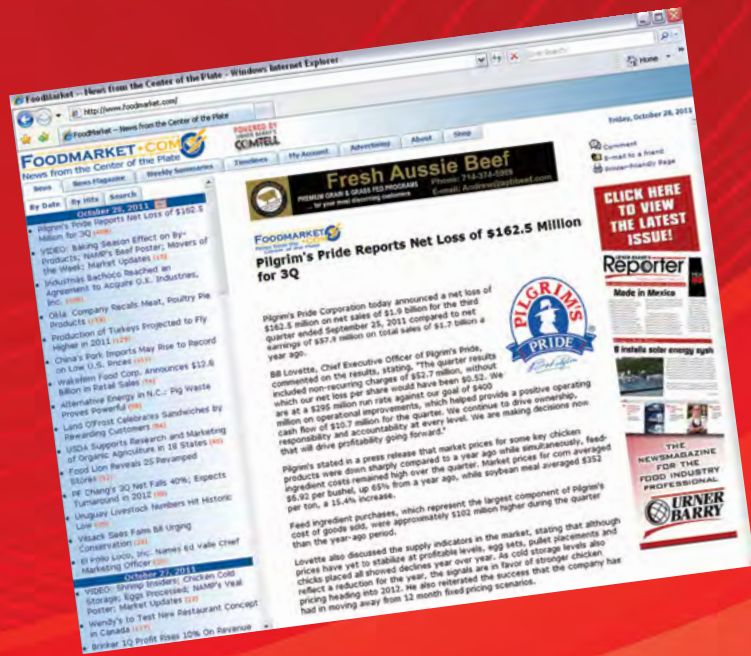 FoodMarket -- News from the Center of the Plate - Windows Internet Explorer
http://www.foodmarket.com/
Home
FoodMarket -- News from the Center of the Plate
FOODMARKET.COM
News from the Center of the Plate
POWERED BY
URNER BARRY'S
COMTELL
Friday, October 28, 2011
News
News Magazine
Weekly Summaries
Timelines
My Account
Advertising
About
Shop
By Date
By Hits
Search
October 28, 2011
• Pilgrim's Pride Reports Net Loss of $162.5
Million for 3Q
• VIDEO: Baking Season Effect on By-
Products; NAMP's Beef Poster; Movers of
the Week; Market Updates
• Industrias Bachoco Reached an
Agreement to Acquire O.K. Industries,
Inc.
• Okla. Company Recalls Meat, Poultry Pie
Products
• Production of Turkeys Projected to Fly
Higher in 2011
• China's Pork Imports May Rise to Record
on Low U.S. Prices
• Wakefern Food Corp. Announces $12.6
Billion in Retail Sales
• Alternative Energy in N.C.: Pig Waste
Proves Powerful
• Land O'Frost Celebrates Sandwiches by
Rewarding Customers
• USDA Supports Research and Marketing
of Organic Agriculture in 18 States
• Food Lion Reveals 25 Revamped
Stores
• PF Chang's 3Q Net Falls 40%; Expects
Turnaround in 2012
• Uruguay Livestock Numbers Hit Historic
Low
• Vilsack Sees Farm Bill Urging
Conservation
• El Pollo Loco, Inc. Names Ed Valle Chief
Marketing Officer
October 27, 2011
• VIDEO: Shrimp Insiders; Chicken Cold
Storage; Eggs Processed; NAMP's Veal
Poster; Market Updates
• Wendy's to Test New Restaurant Concept
in Canada
• Brinker 1Q Profit Rises 10% On Revenue
Fresh Aussie Beef
PREMIUM GRAIN & GRASS FED PROGRAMS
... for your most discerning customers
Phone: 714-374-5955
FOODMARKET.COM
Pilgrim's Pride Reports Net Loss of $162.5 Million
for 3Q
Pilgrim's Pride Corporation today announced a net loss of
$162.5 million on net sales of $1.9 billion for the third
quarter ended September 25, 2011 compared to net
earnings of $57.9 million on total sales of $1.7 billion a
year ago.
PILGRIM'S
PRIDE
Bill Lovette, Chief Executive Officer of Pilgrim's Pride,
commented on the results, stating, "The quarter results
included non-recurring charges of $52.7 million, without
which our net loss per share would have been $0.52. We
are at a $295 million run rate against our goal of $400
million on operational improvements, which helped provide a positive operating
cash flow of $10.7 million for the quarter. We continue to drive ownership,
responsibility and accountability at every level. We are making decisions now
that will drive profitability going forward."
Pilgrim's stated in a press release that market prices for some key chicken
products were down sharply compared to a year ago while simultaneously, feed-
ingredient costs remained high over the quarter. Market prices for corn averaged
$6.92 per bushel, up 65% from a year ago, while soybean meal averaged $352
per ton, a 15.4% increase.
Feed ingredient purchases, which represent the largest component of Pilgrim's
cost of goods sold, were approximately $102 million higher during the quarter
than the year-ago period.
Lovette also discussed the supply indicators in the market, stating that although
prices have yet to stabilize at profitable levels, egg sets, pullet placements and
chicks placed all showed declines year over year. As cold storage levels also
reflect a reduction for the year, the signals are in favor of stronger chicken
pricing heading into 2012. He also reiterated the success that the company has
had in moving away from 12 month fixed pricing scenarios.
Comment
E-mail to a friend
Printer-Friendly Page
CLICK HERE
TO VIEW
THE LATEST
ISSUE!
URNER BARRY'S
Reporter
Made in Mexico
installs solar energy
THE
NEWSMAGAZINE
FOR THE
FOOD INDUSTRY
PROFESSIONAL
URNER
BARRY